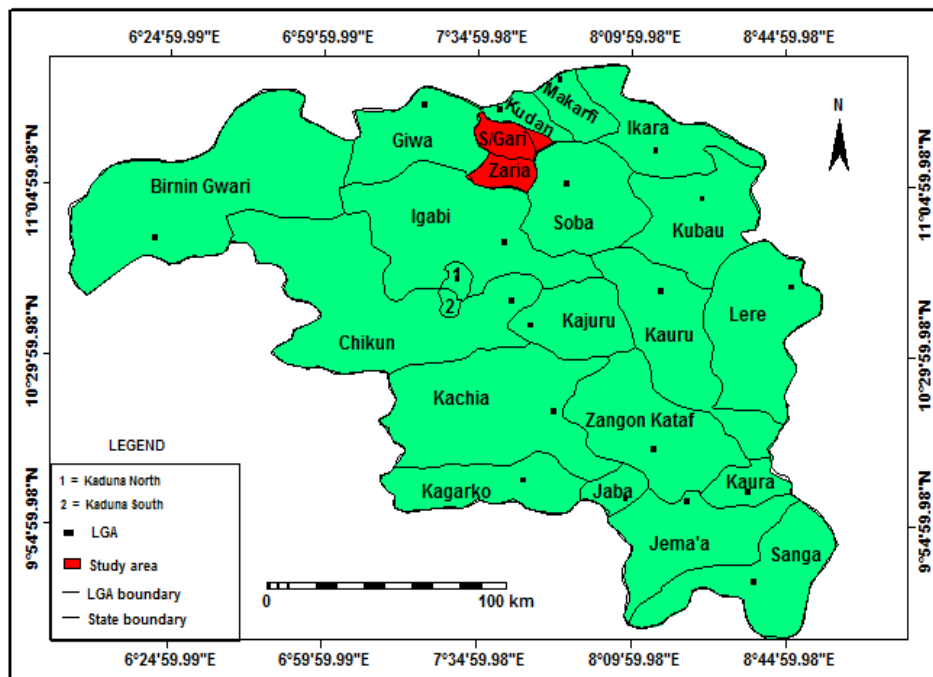 6°24'59.99"E 6°59'59.99"E 7°34'59.98"E 8°09'59.98"E 8°44'59.98"E
N
Makarfi
Kudan
Ikara
Giwa
S/Gari
Zaria
Birnin Gwari
11°04'59.98"N
11°04'59.98"N
Igabi
Soba
Kubau
1
2
Lere
Kajuru
Kauru
Chikun
10°29'59.98"N
10°29'59.98"N
Kachia
Zangon Kataf
LEGEND
1 = Kaduna North
2 = Kaduna South
LGA
Study area
LGA boundary
State boundary
Kagarko
Jaba
Kaura
9°54'59.98"N
9°54'59.98"N
Jema'a
Sanga
0 100 km
6°24'59.99"E 6°59'59.99"E 7°34'59.98"E 8°09'59.98"E 8°44'59.98"E